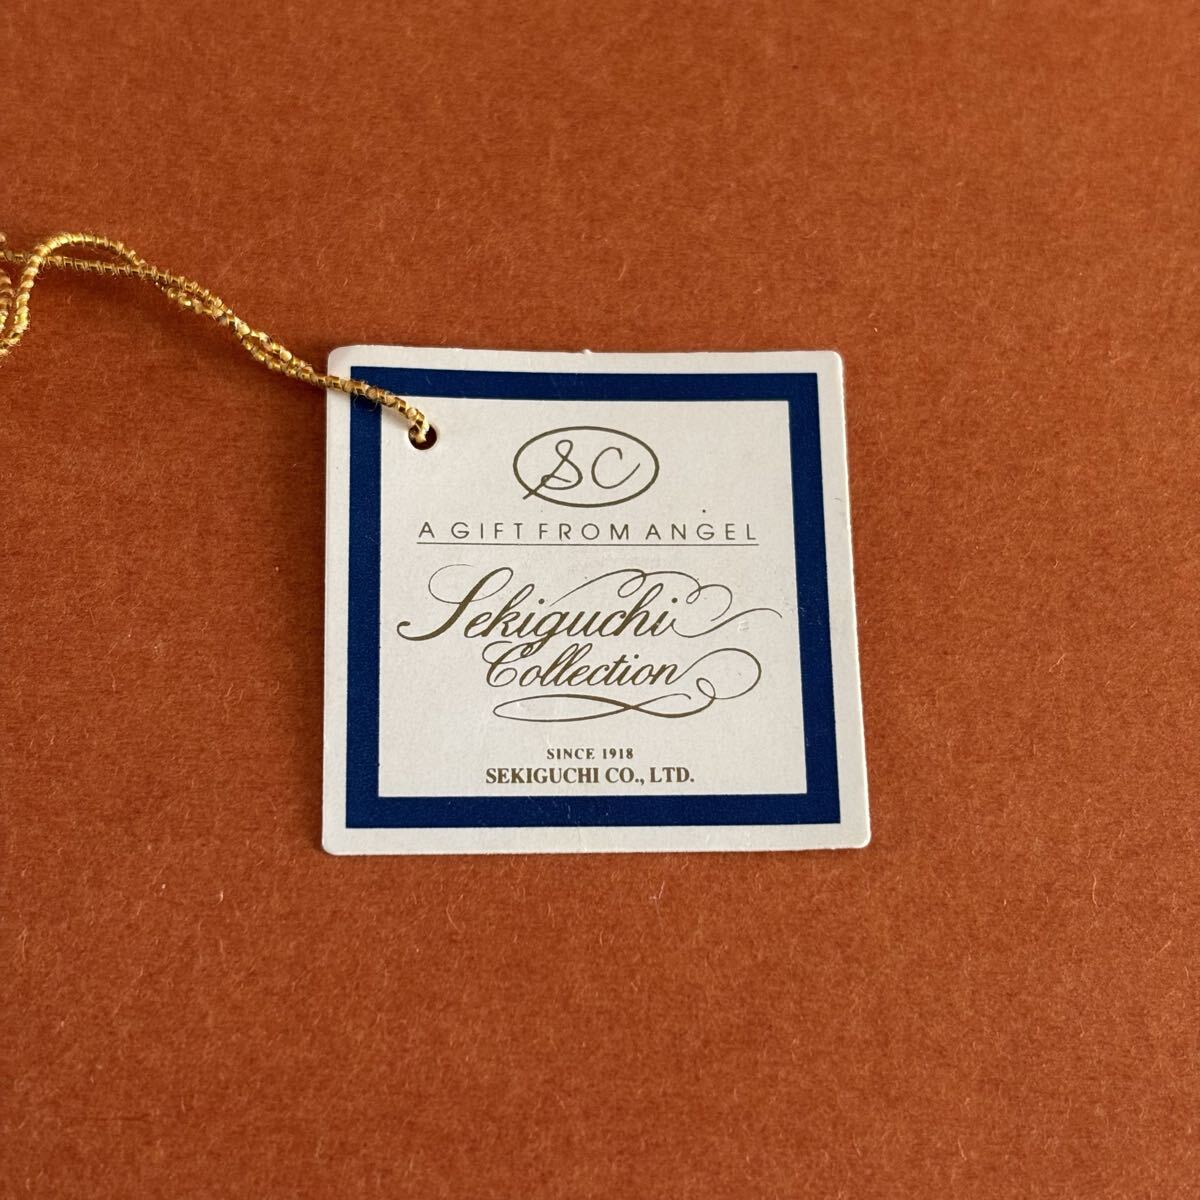 SC
A GIFT FROM ANGEL
Sekiguchi
Collection
SINCE 1918
SEKIGUCHI CO., LTD.